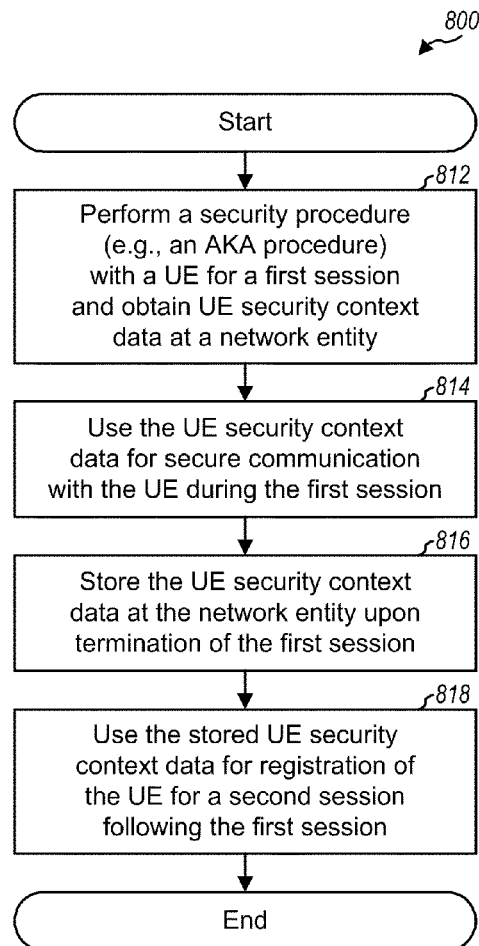 800
Start
812
Perform a security procedure
(e.g., an AKA procedure)
with a UE for a first session
and obtain UE security context
data at a network entity
814
Use the UE security context
data for secure communication
with the UE during the first session
816
Store the UE security context
data at the network entity upon
termination of the first session
818
Use the stored UE security
context data for registration of
the UE for a second session
following the first session
End